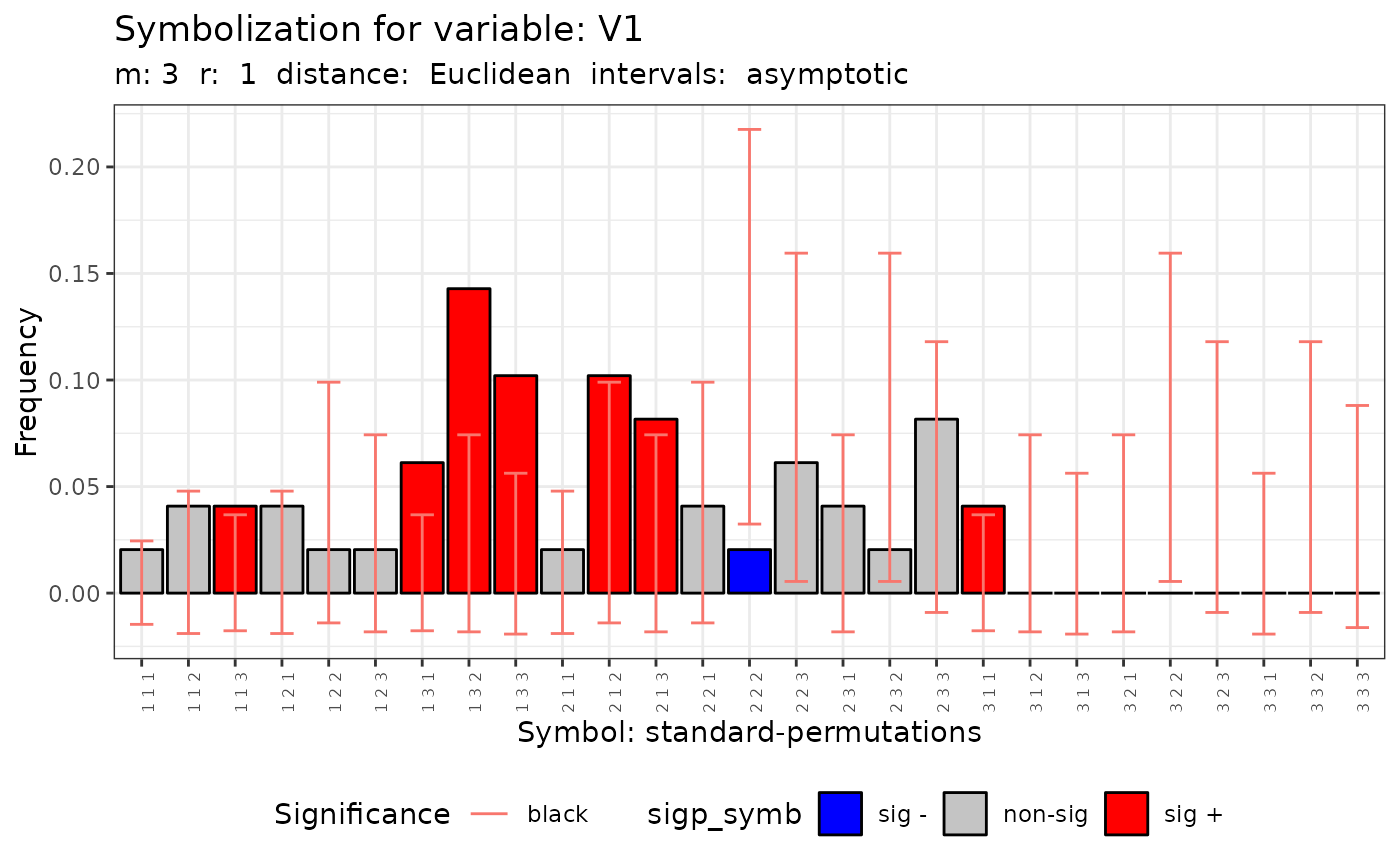 Symbolization for variable: V1
m: 3 r: 1 distance: Euclidean intervals: asymptotic
Frequency
0.20
0.15
0.10
0.05
0.00
1 1 1
1 1 2
1 1 3
1 2 1
1 2 2
1 2 3
1 3 1
1 3 2
1 3 3
2 1 1
2 1 2
2 1 3
2 2 1
2 2 2
2 2 3
2 3 1
2 3 2
2 3 3
3 1 1
3 1 2
3 1 3
3 2 1
3 2 2
3 2 3
3 3 1
3 3 2
3 3 3
Symbol: standard-permutations
Significance black sigp_symb sig - non-sig sig +